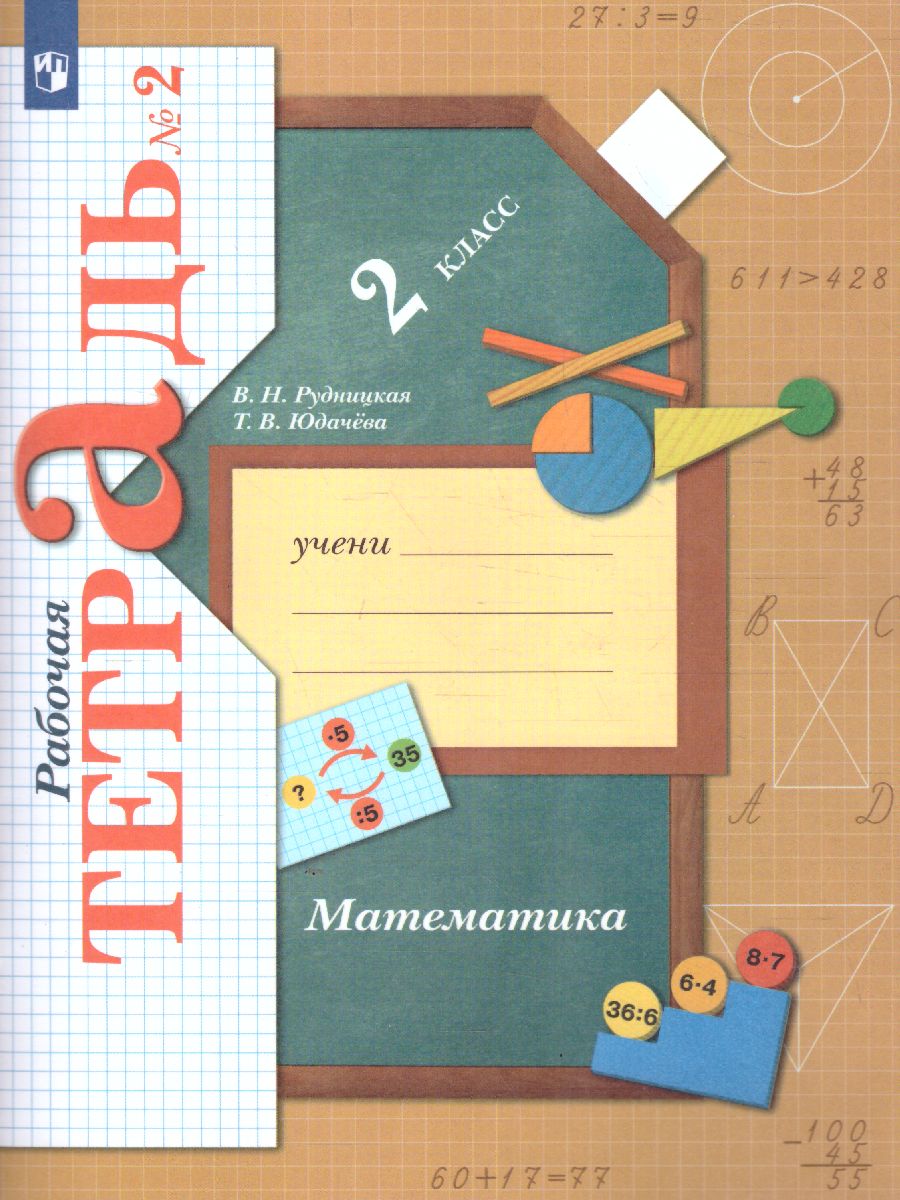 27:3=9
ИП
Рабочая
ТЕТРаДЬ № 2
2 КЛАСС
611>428
В. Н. Рудницкая
Т. В. Юдачёва
+48
15
63
учени
B C
A D
·5
35
?
:5
Математика
8·7
6·4
36:6
–100
45
55
60+17=77